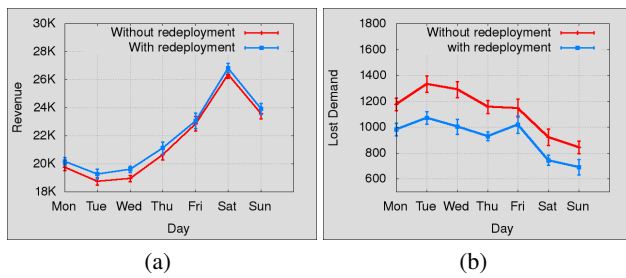 30K
28K
26K
24K
22K
20K
18K
Revenue
Without redeployment
With redeployment
Mon Tue Wed Thu Fri Sat Sun
Day
(a)
1800
1600
1400
1200
1000
800
600
Lost Demand
Without redeployment
with redeployment
Mon Tue Wed Thu Fri Sat Sun
Day
(b)